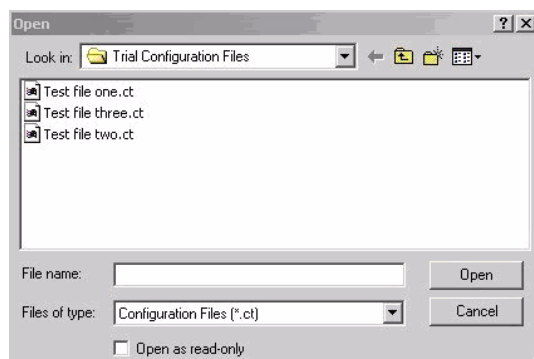 Open
Look in: Trial Configuration Files
Test file one.ct
Test file three.ct
Test file two.ct
File name: Open
Files of type: Configuration Files (*.ct) Cancel
Open as read-only